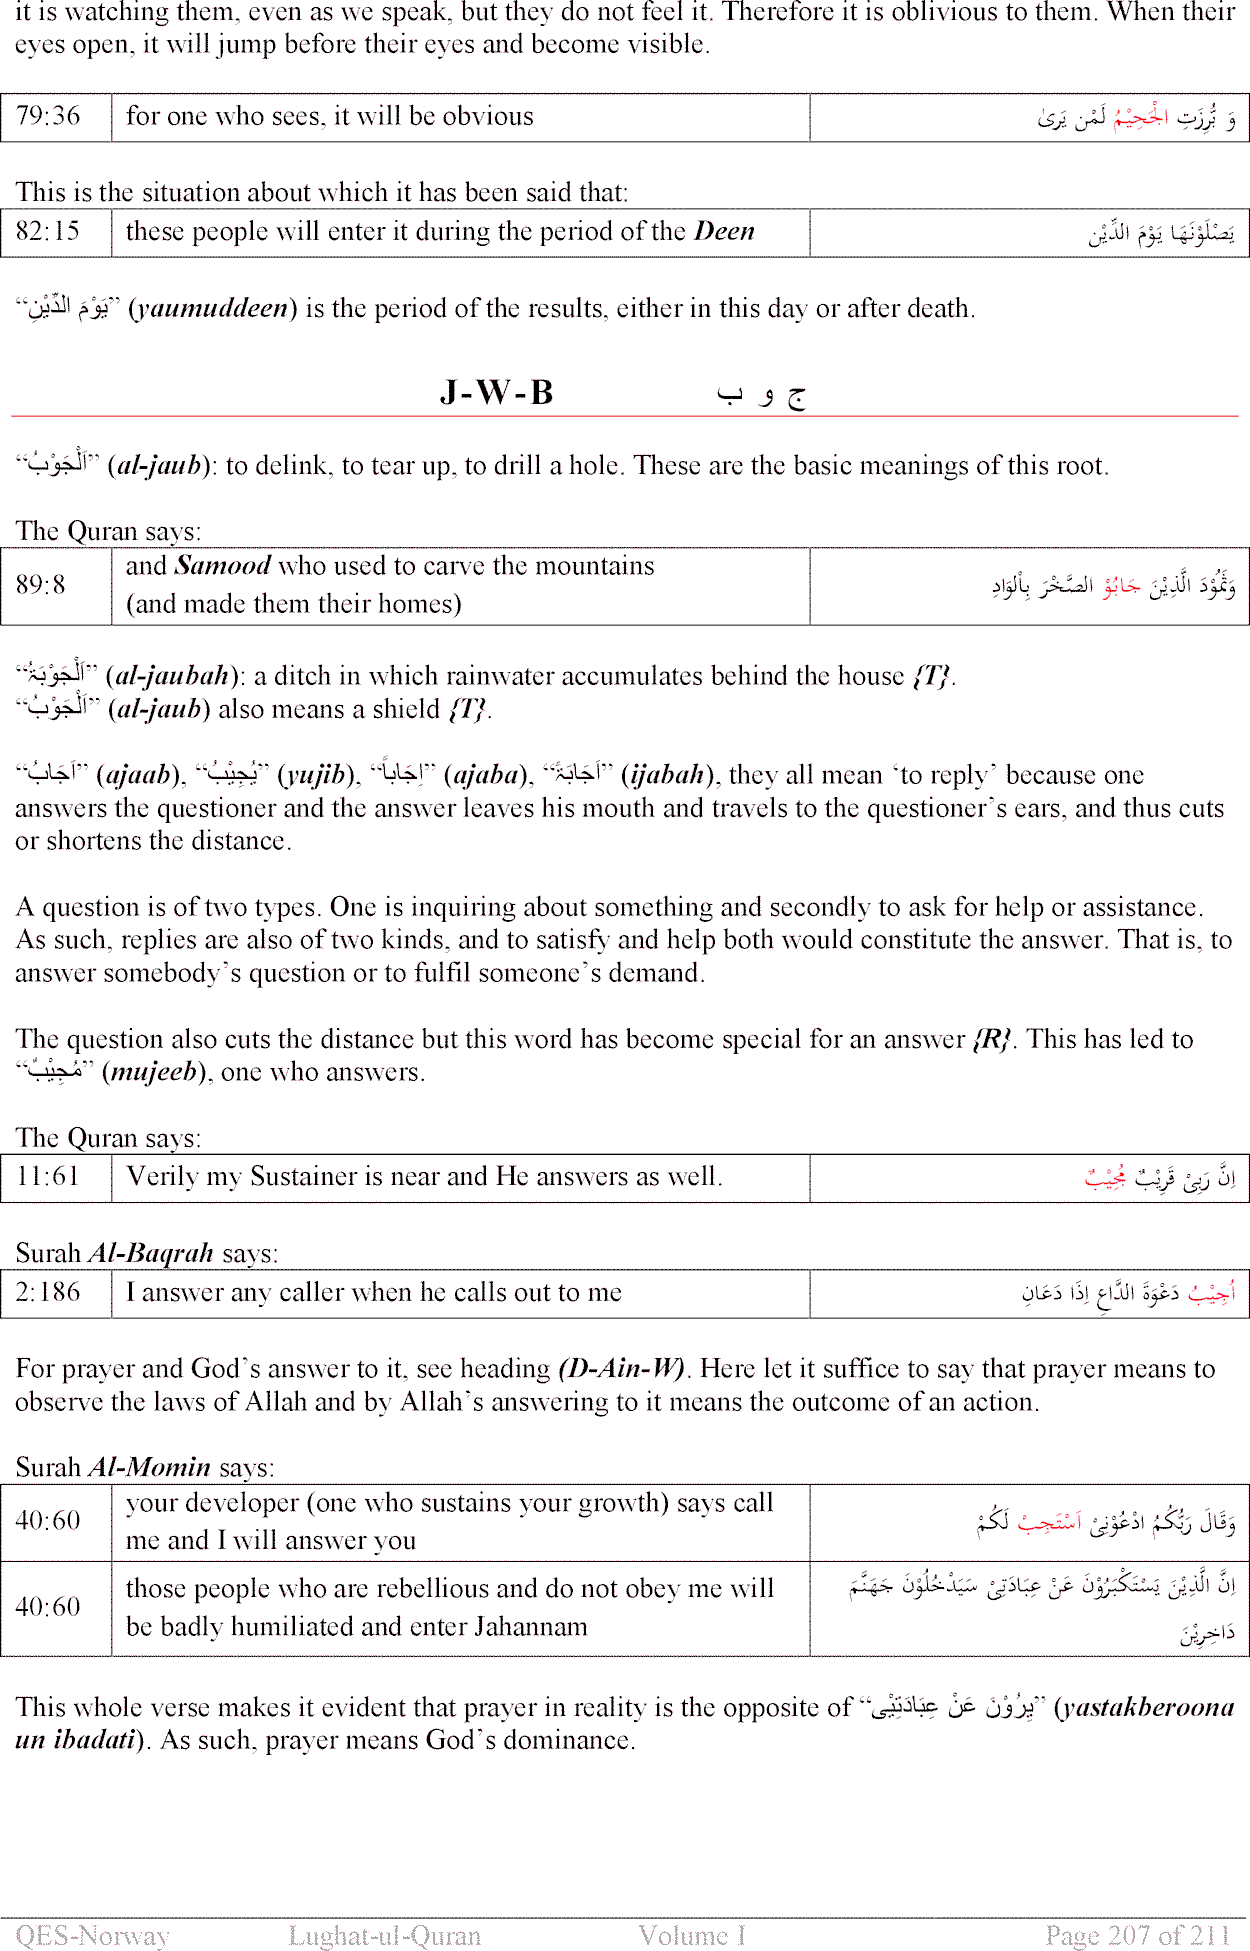 it is watching them, even as we speak, but they do not feel it. Therefore it is oblivious to them. When their
eyes open, it will jump before their eyes and become visible.
79:36 for one who sees, it will be obvious وَ بُرِّزَتِ الْجَحِيْمُ لَمْن يَرىٰ
This is the situation about which it has been said that:
82:15 these people will enter it during the period of the Deen يَصْلَوْنَهَا يَوْمَ الدِّيْن
“يَوْمَ الدِّيْنِ” (yaumuddeen) is the period of the results, either in this day or after death.
J-W-B ج و ب
“اَلْجَوْبُ” (al-jaub): to delink, to tear up, to drill a hole. These are the basic meanings of this root.
The Quran says:
89:8 and Samood who used to carve the mountains
(and made them their homes) وَثَمُوْدَ الَّذِيْنَ جَابُوْ الصَّخْرَ بِاْلوَادِ
“اَلْجَوْبَۃُ” (al-jaubah): a ditch in which rainwater accumulates behind the house {T}.
“اَلْجَوْبُ” (al-jaub) also means a shield {T}.
“اَجَابُ” (ajaab), “يُجِيْبُ” (yujib), “اِجَاباً” (ajaba), “اَجَابَۃً” (ijabah), they all mean ‘to reply’ because one
answers the questioner and the answer leaves his mouth and travels to the questioner’s ears, and thus cuts
or shortens the distance.
A question is of two types. One is inquiring about something and secondly to ask for help or assistance.
As such, replies are also of two kinds, and to satisfy and help both would constitute the answer. That is, to
answer somebody’s question or to fulfil someone’s demand.
The question also cuts the distance but this word has become special for an answer {R}. This has led to
“مُجِيْبٌ” (mujeeb), one who answers.
The Quran says:
11:61 Verily my Sustainer is near and He answers as well. اِنَّ رَبِىْ قَرِيْبٌ مُجِيْبٌ
Surah Al-Baqrah says:
2:186 I answer any caller when he calls out to me اُجِيْبُ دَعْوَةَ الدَّاعِ اِذَا دَعَانِ
For prayer and God’s answer to it, see heading (D-Ain-W). Here let it suffice to say that prayer means to
observe the laws of Allah and by Allah’s answering to it means the outcome of an action.
Surah Al-Momin says:
40:60 your developer (one who sustains your growth) says call
me and I will answer you وَقَالَ رَبُّكُمُ ادْعُوْنِىْ اَسْتَجِبْ لَكُمْ
40:60 those people who are rebellious and do not obey me will
be badly humiliated and enter Jahannam اِنَّ الَّذِيْنَ يَسْتَكْبَرُوْنَ عَنْ عِبَادَتِىْ سَيَدْخُلُوْنَ جَهَنَّمَ
دَاخِرِيْنَ
This whole verse makes it evident that prayer in reality is the opposite of “بِرُوْنَ عَنْ عِبَادَتِیْی” (yastakberoona
un ibadati). As such, prayer means God’s dominance.
QES-Norway Lughat-ul-Quran Volume I Page 207 of 211